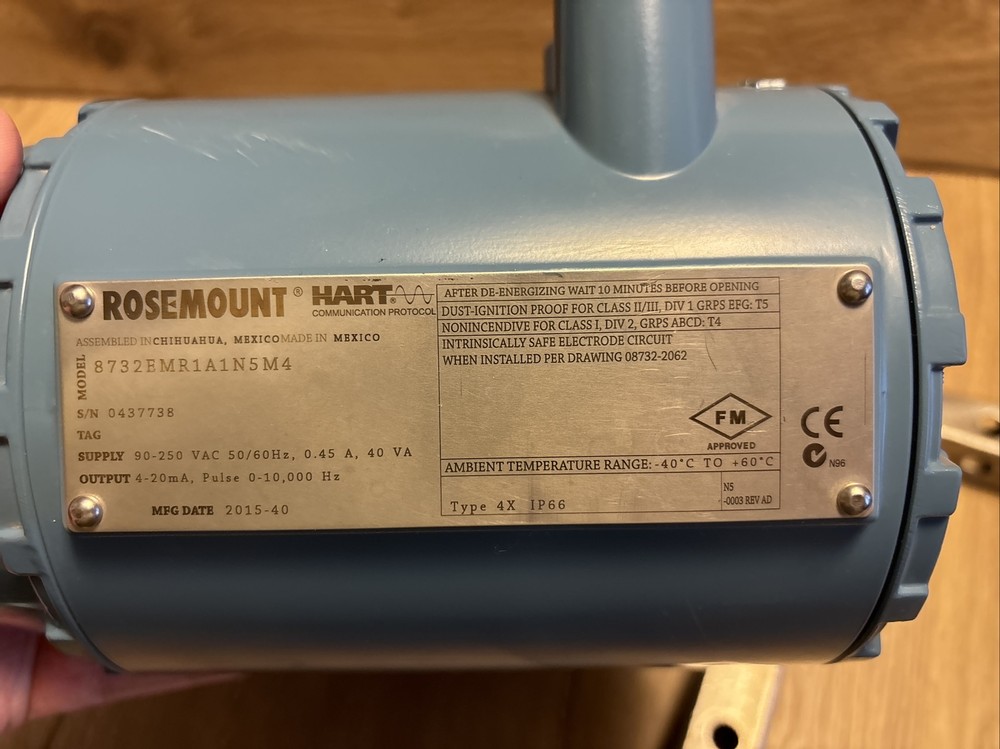 ROSEMOUNT® HART®
COMMUNICATION PROTOCOL
ASSEMBLED IN CHIHUAHUA, MEXICO MADE IN MEXICO
MODEL 8732EMR1A1N5M4
S/N 0437738
TAG
SUPPLY 90-250 VAC 50/60Hz, 0.45 A, 40 VA
OUTPUT 4-20mA, Pulse 0-10,000 Hz
MFG DATE 2015-40
AFTER DE-ENERGIZING WAIT 10 MINUTES BEFORE OPENING
DUST-IGNITION PROOF FOR CLASS II/III, DIV 1 GRPS EFG: T5
NONINCENDIVE FOR CLASS I, DIV 2, GRPS ABCD: T4
INTRINSICALLY SAFE ELECTRODE CIRCUIT
WHEN INSTALLED PER DRAWING 08732-2062
FM
APPROVED
AMBIENT TEMPERATURE RANGE: -40°C TO +60°C
Type 4X IP66
N5
-0003 REV AD
CE
N96